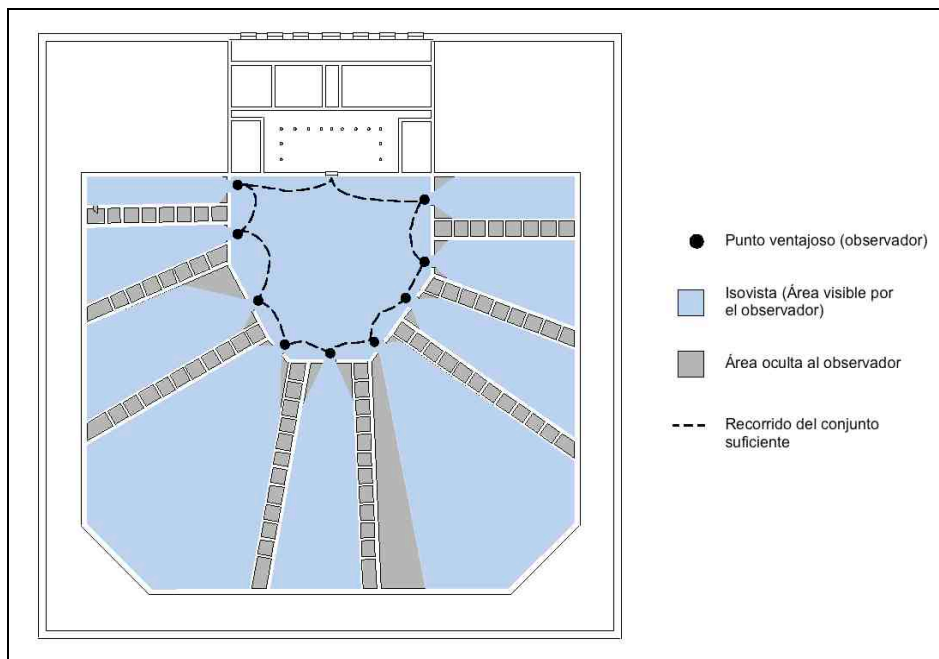 Punto ventajoso (observador)
Isovista (Área visible por
el observador)
Área oculta al observador
Recorrido del conjunto
suficiente